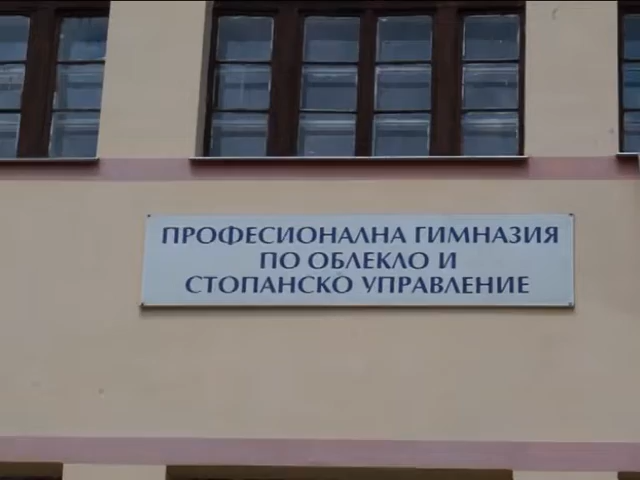 ПРОФЕСИОНАЛНА ГИМНАЗИЯ
ПО ОБЛЕКЛО И
СТОПАНСКО УПРАВЛЕНИЕ